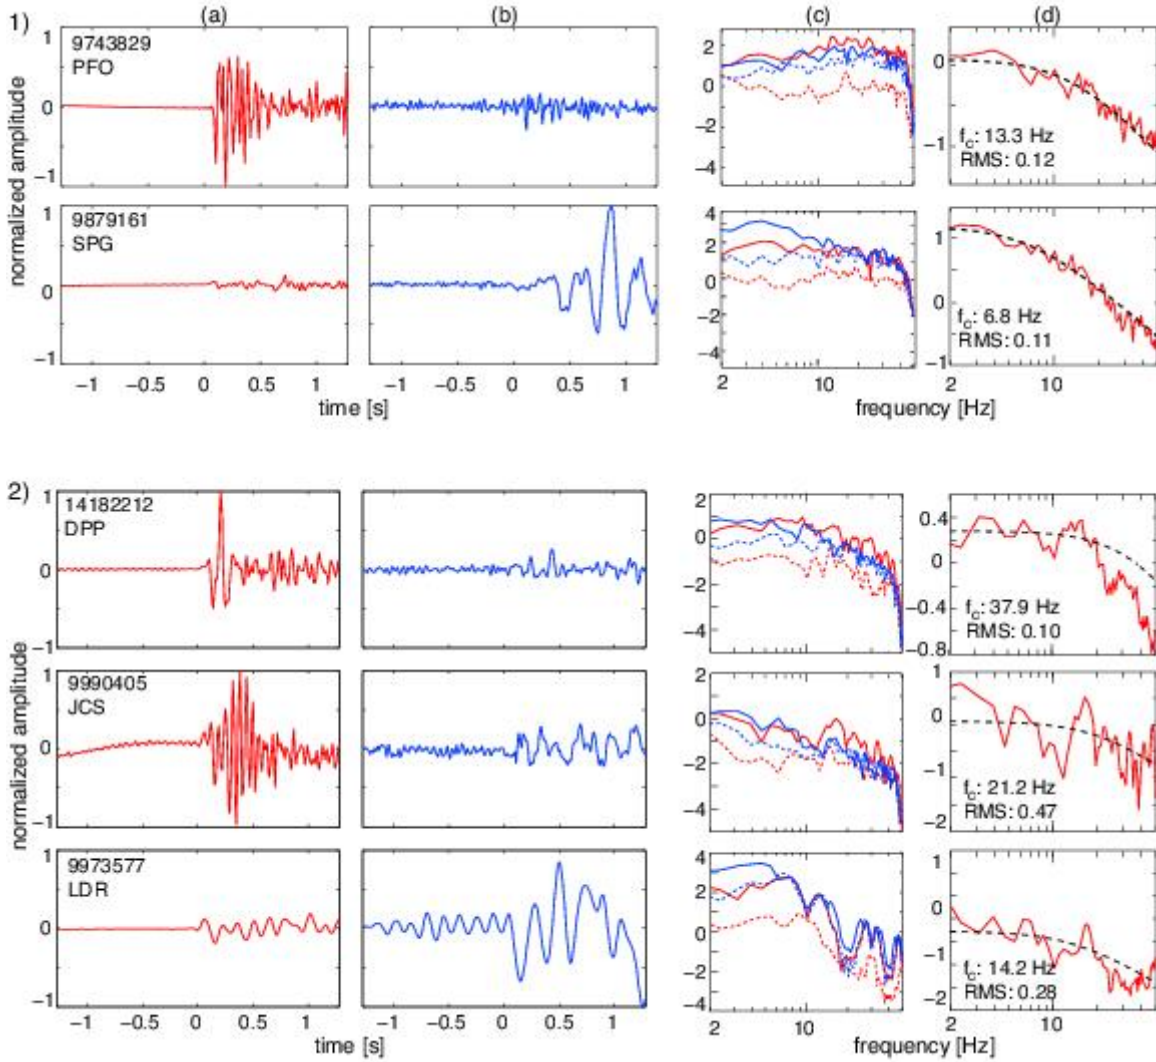 (a) (b) (c) (d)
1)
normalized amplitude
9743829
PFO
1
0
−1
2
0
−2
−4
0
−1
f_c: 13.3 Hz
RMS: 0.12
9879161
SPG
1
0
−1
4
2
0
−2
−4
1
0
−1
f_c: 6.8 Hz
RMS: 0.11
−1 −0.5 0 0.5 1 −1 −0.5 0 0.5 1 2 10 2 10
time [s] frequency [Hz]
2)
normalized amplitude
14182212
DPP
1
0
−1
2
0
−2
−4
0.4
0
−0.4
−0.8
f_c: 37.9 Hz
RMS: 0.10
9990405
JCS
1
0
−1
2
0
−2
−4
1
0
−1
−2
f_c: 21.2 Hz
RMS: 0.47
9973577
LDR
1
0
−1
4
2
0
−2
−4
1
0
−1
−2
f_c: 14.2 Hz
RMS: 0.28
−1 −0.5 0 0.5 1 −1 −0.5 0 0.5 1 2 10 2 10
time [s] frequency [Hz]